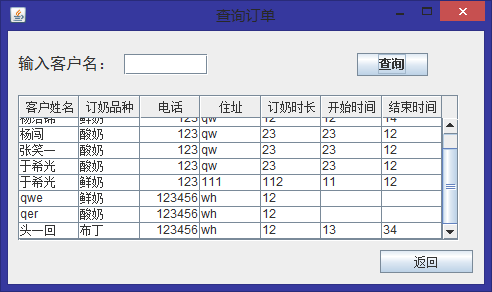 查询订单
输入客户名： 查询
客户姓名 订奶品种 电话 住址 订奶时长 开始时间 结束时间
鲜奶 123 qw 12 12 14
杨闯 酸奶 123 qw 23 23 12
张笑一 酸奶 123 qw 23 23 12
于希光 酸奶 123 qw 23 23 12
于希光 鲜奶 123 111 112 11 12
qwe 鲜奶 123456 wh 12
qer 酸奶 123456 wh 12
头一回 布丁 123456 wh 12 13 34
返回